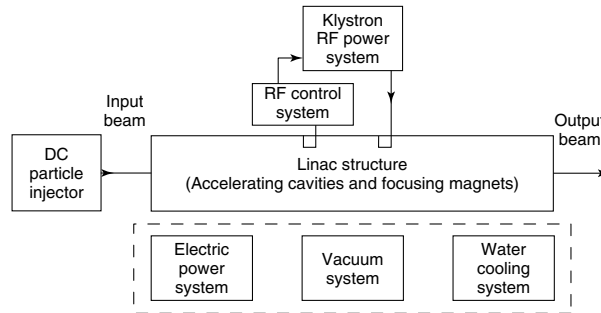 Klystron
RF power
system
RF control
system
Input
beam
Output
beam
DC
particle
injector
Linac structure
(Accelerating cavities and focusing magnets)
Electric
power
system
Vacuum
system
Water
cooling
system